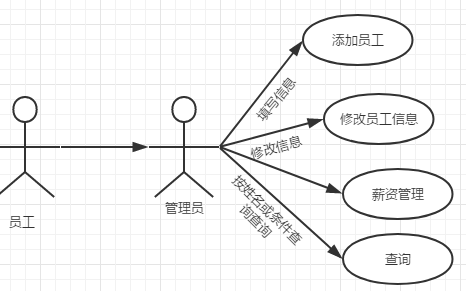 添加员工
填写信息
修改员工信息
修改信息
薪资管理
按姓名或条件查
询查询
查询
员工
管理员